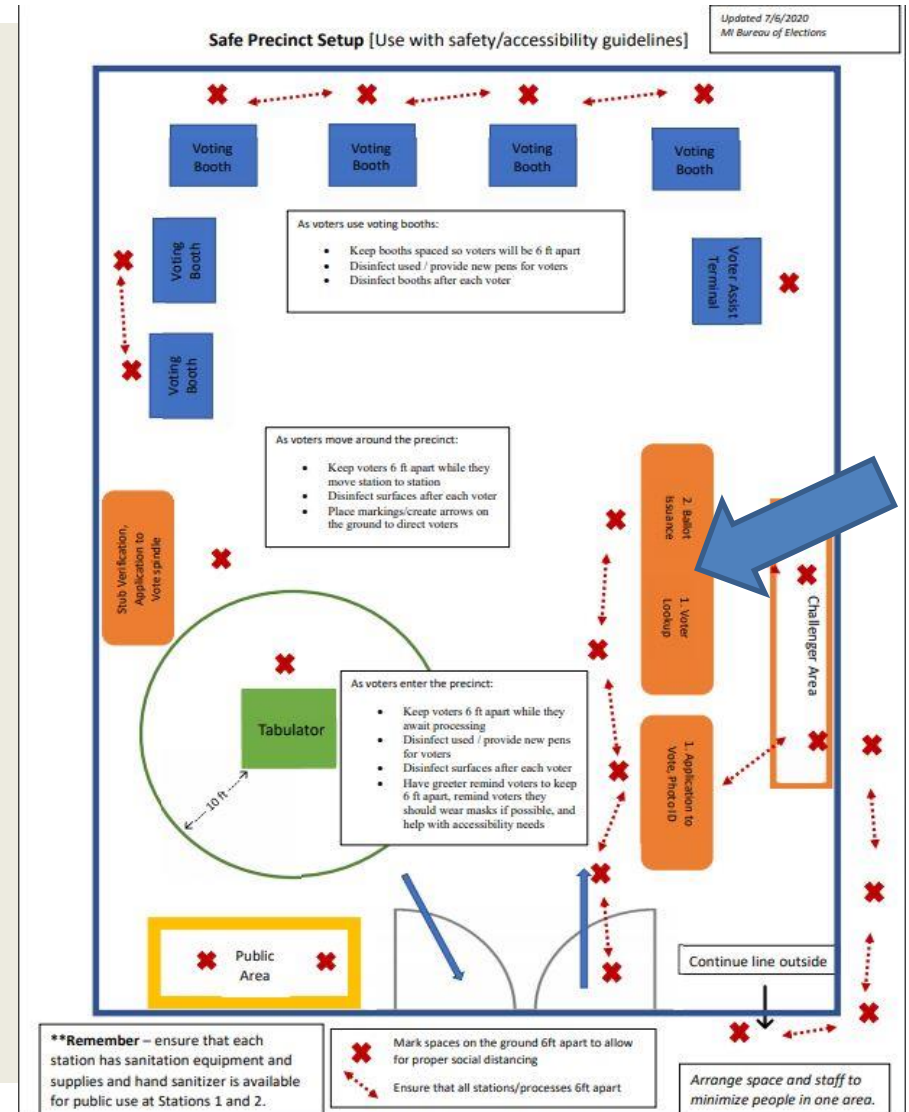 Updated 7/6/2020
MI Bureau of Elections
Safe Precinct Setup [Use with safety/accessibility guidelines]
Voting
Booth
Voting
Booth
Voting
Booth
Voting
Booth
Voting
Booth
Voting
Booth
As voters use voting booths:
• Keep booths spaced so voters will be 6 ft apart
• Disinfect used / provide new pens for voters
• Disinfect booths after each voter
Voter Assist
Terminal
As voters move around the precinct:
• Keep voters 6 ft apart while they
move station to station
• Disinfect surfaces after each voter
• Place markings/create arrows on
the ground to direct voters
2. Ballot
Issuance
1. Voter
Lookup
Challenger Area
Stub Verification,
Application to
Vote spindle
Tabulator
10 ft
As voters enter the precinct:
• Keep voters 6 ft apart while they
await processing
• Disinfect used / provide new pens
for voters
• Disinfect surfaces after each voter
• Have greeter remind voters to keep
6 ft apart, remind voters they
should wear masks if possible, and
help with accessibility needs
1. Application to
Vote, Photo ID
Public
Area
Continue line outside
**Remember – ensure that each
station has sanitation equipment and
supplies and hand sanitizer is available
for public use at Stations 1 and 2.
Mark spaces on the ground 6ft apart to allow
for proper social distancing
Ensure that all stations/processes 6ft apart
Arrange space and staff to
minimize people in one area.